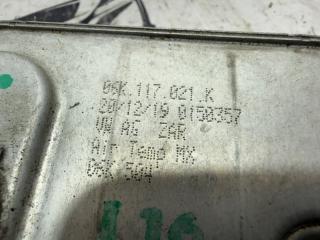 06K.117.021.K
20/12/19 0150357
VW AG ZAR
Air Temp MX
06K 504